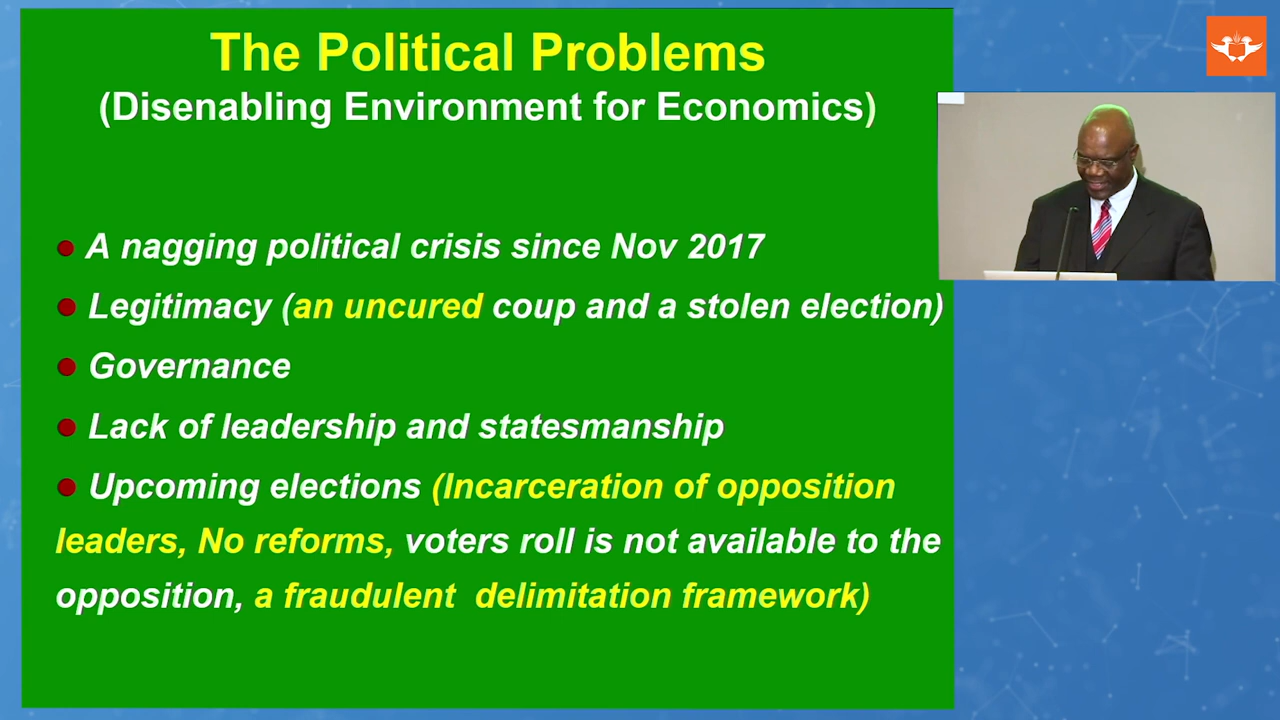 The Political Problems
(Disenabling Environment for Economics)
A nagging political crisis since Nov 2017
Legitimacy (an uncured coup and a stolen election)
Governance
Lack of leadership and statesmanship
Upcoming elections (Incarceration of opposition
leaders, No reforms, voters roll is not available to the
opposition, a fraudulent delimitation framework)